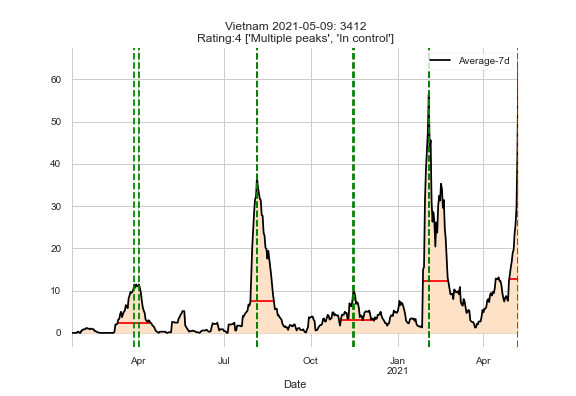 Vietnam 2021-05-09: 3412
Rating:4 ['Multiple peaks', 'In control']
Average-7d
60
50
40
30
20
10
0
Apr
Jul
Oct
Jan
2021
Apr
Date